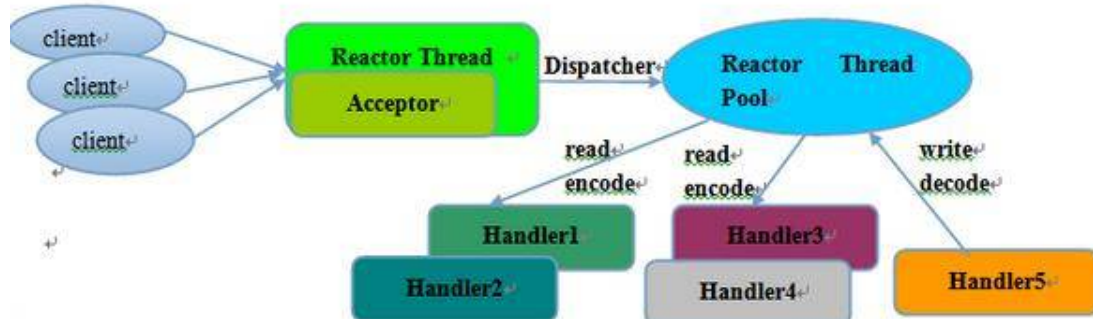 client
client
client
Reactor Thread
Acceptor
Dispatcher
Reactor Thread
Pool
read
encode
read
encode
write
decode
Handler1
Handler2
Handler3
Handler4
Handler5